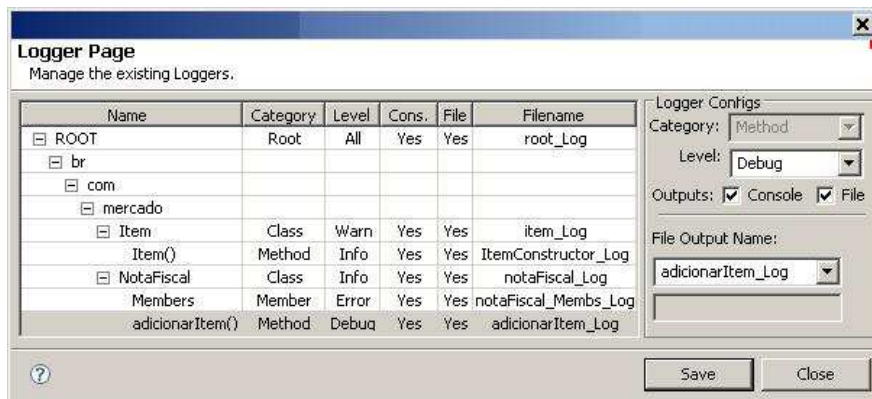 Logger Page
Manage the existing Loggers.
Name Category Level Cons. File Filename
ROOT Root All Yes Yes root_Log
br
com
mercado
Item Class Warn Yes Yes item_Log
Item() Method Info Yes Yes ItemConstructor_Log
NotaFiscal Class Info Yes Yes notaFiscal_Log
Members Member Error Yes Yes notaFiscal_Membs_Log
adicionarItem() Method Debug Yes Yes adicionarItem_Log
Logger Configs
Category: Method
Level: Debug
Outputs: Console File
File Output Name:
adicionarItem_Log
?
Save Close